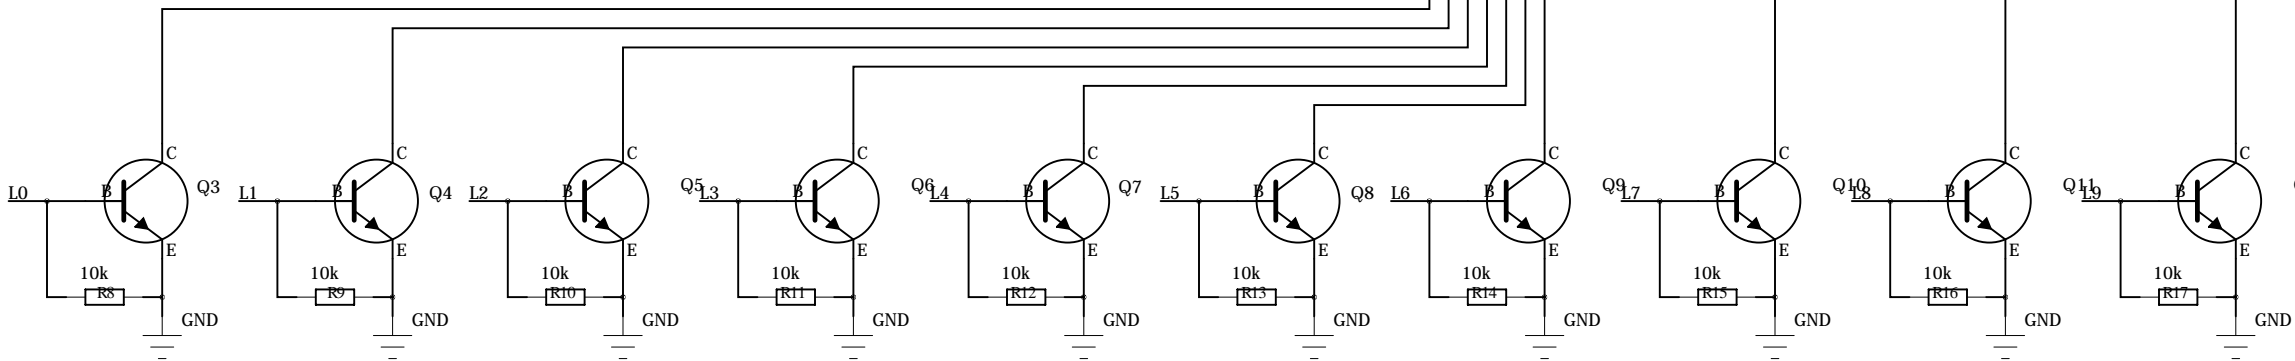 C C C C C C C C C C
L0 B Q3 L1 B Q4 L2 B Q5 L3 B Q6 L4 B Q7 L5 B Q8 L6 B Q9 L7 B Q10 L8 B Q11 L9 B
E E E E E E E E E E
10k 10k 10k 10k 10k 10k 10k 10k 10k 10k
R8 R9 R10 R11 R12 R13 R14 R15 R16 R17
GND GND GND GND GND GND GND GND GND GND